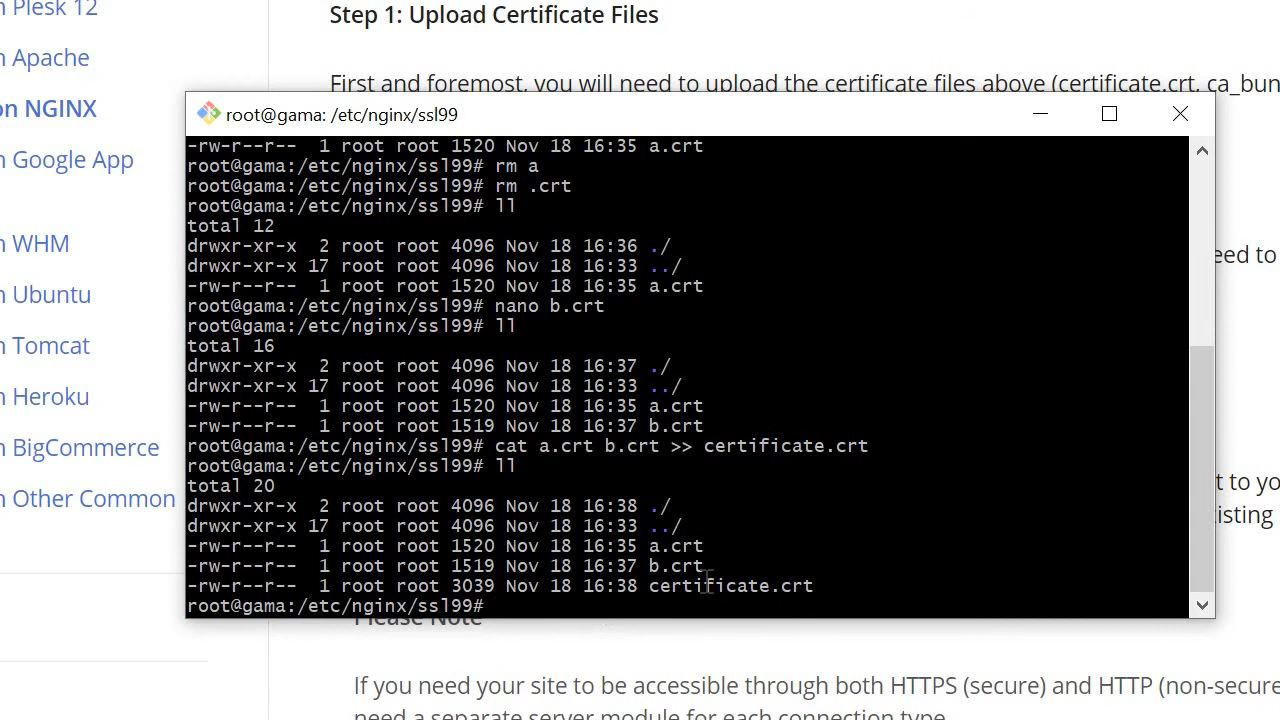 n Plesk 12
n Apache
on NGINX
n Google App
n WHM
n Ubuntu
n Tomcat
n Heroku
n BigCommerce
n Other Common
Step 1: Upload Certificate Files
First and foremost, you will need to upload the certificate files above (certificate.crt, ca_bun
root@gama: /etc/nginx/ssl99
-rw-r--r--  1 root root 1520 Nov 18 16:35 a.crt
root@gama:/etc/nginx/ssl99# rm a
root@gama:/etc/nginx/ssl99# rm .crt
root@gama:/etc/nginx/ssl99# ll
total 12
drwxr-xr-x  2 root root 4096 Nov 18 16:36 ./
drwxr-xr-x 17 root root 4096 Nov 18 16:33 ../
-rw-r--r--  1 root root 1520 Nov 18 16:35 a.crt
root@gama:/etc/nginx/ssl99# nano b.crt
root@gama:/etc/nginx/ssl99# ll
total 16
drwxr-xr-x  2 root root 4096 Nov 18 16:37 ./
drwxr-xr-x 17 root root 4096 Nov 18 16:33 ../
-rw-r--r--  1 root root 1520 Nov 18 16:35 a.crt
-rw-r--r--  1 root root 1519 Nov 18 16:37 b.crt
root@gama:/etc/nginx/ssl99# cat a.crt b.crt >> certificate.crt
root@gama:/etc/nginx/ssl99# ll
total 20
drwxr-xr-x  2 root root 4096 Nov 18 16:38 ./
drwxr-xr-x 17 root root 4096 Nov 18 16:33 ../
-rw-r--r--  1 root root 1520 Nov 18 16:35 a.crt
-rw-r--r--  1 root root 1519 Nov 18 16:37 b.crt
-rw-r--r--  1 root root 3039 Nov 18 16:38 certificate.crt
root@gama:/etc/nginx/ssl99#
eed to
t to yo
isting
Please Note
If you need your site to be accessible through both HTTPS (secure) and HTTP (non-secure
need a separate server module for each connection type.